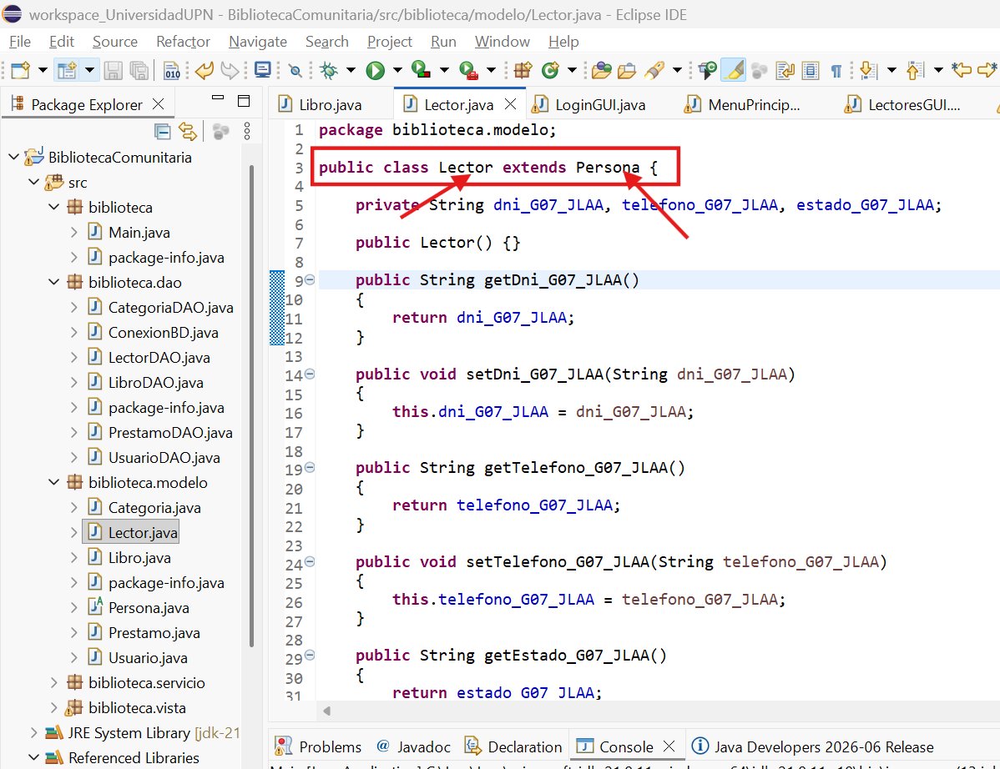 workspace_UniversidadUPN - BibliotecaComunitaria/src/biblioteca/modelo/Lector.java - Eclipse IDE
File Edit Source Refactor Navigate Search Project Run Window Help
010
Package Explorer
Libro.java Lector.java LoginGUI.java MenuPrincip... LectoresGUI....
BibliotecaComunitaria
src
biblioteca
Main.java
package-info.java
biblioteca.dao
CategoriaDAO.java
ConexionBD.java
LectorDAO.java
LibroDAO.java
package-info.java
PrestamoDAO.java
UsuarioDAO.java
biblioteca.modelo
Categoria.java
Lector.java
Libro.java
package-info.java
Persona.java
Prestamo.java
Usuario.java
biblioteca.servicio
biblioteca.vista
JRE System Library [jdk-21
Referenced Libraries
1 package biblioteca.modelo;
2
3 public class Lector extends Persona {
4
5 private String dni_G07_JLAA, telefono_G07_JLAA, estado_G07_JLAA;
6
7 public Lector() {}
8
9 public String getDni_G07_JLAA()
10 {
11 return dni_G07_JLAA;
12 }
13
14 public void setDni_G07_JLAA(String dni_G07_JLAA)
15 {
16 this.dni_G07_JLAA = dni_G07_JLAA;
17 }
18
19 public String getTelefono_G07_JLAA()
20 {
21 return telefono_G07_JLAA;
22 }
23
24 public void setTelefono_G07_JLAA(String telefono_G07_JLAA)
25 {
26 this.telefono_G07_JLAA = telefono_G07_JLAA;
27 }
28
29 public String getEstado_G07_JLAA()
30 {
31 return estado_G07_JLAA;
Problems Javadoc Declaration Console Java Developers 2026-06 Release